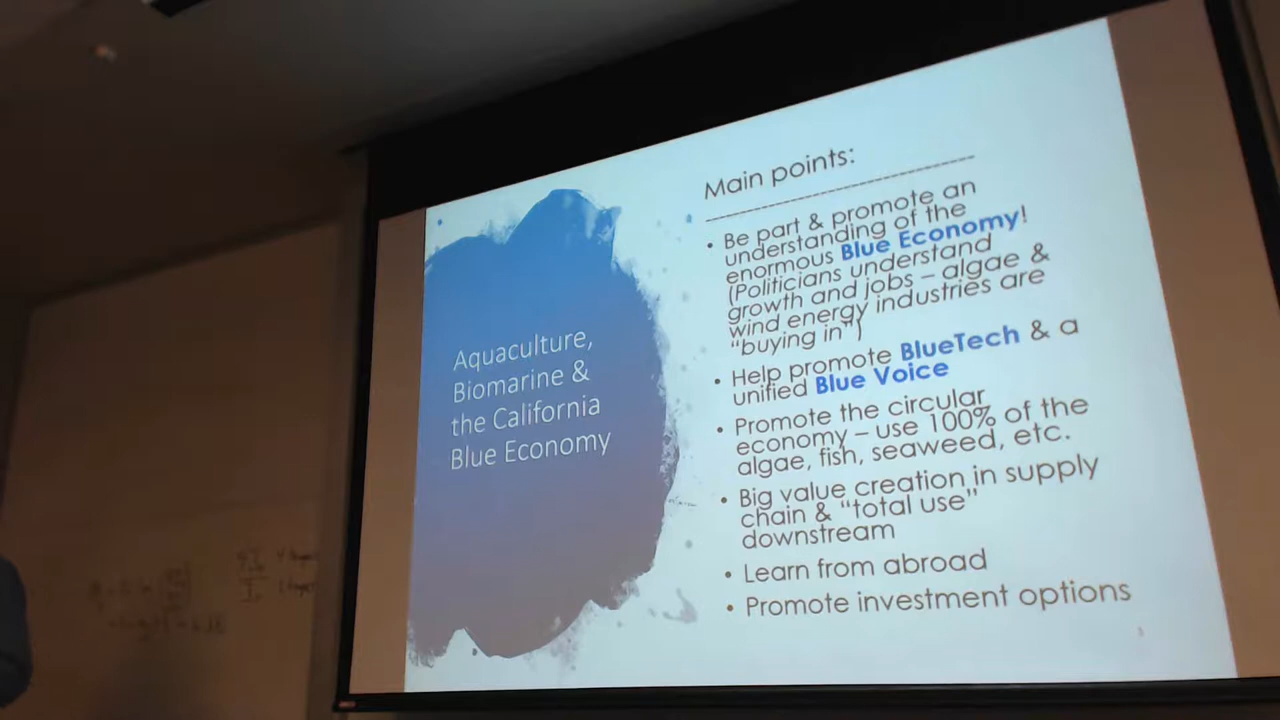 Aquaculture,
Biomarine &
the California
Blue Economy
Main points:
--------------------------------
• Be part & promote an
understanding of the
enormous Blue Economy!
(Politicians understand
growth and jobs – algae &
wind energy industries are
"buying in")
• Help promote BlueTech & a
unified Blue Voice
• Promote the circular
economy – use 100% of the
algae, fish, seaweed, etc.
• Big value creation in supply
chain & "total use"
downstream
• Learn from abroad
• Promote investment options